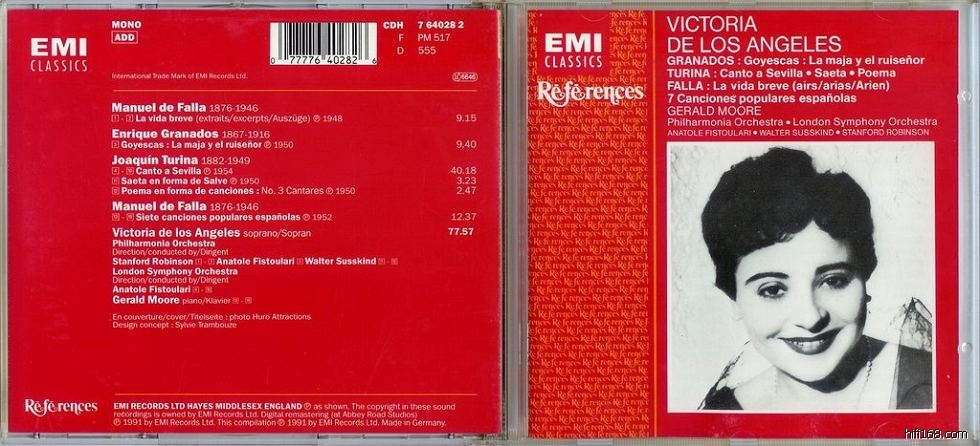 EMI
CLASSICS
MONO
ADD
CDH 7 64028 2
F PM 517
D 555
0 77776 40282 6
International Trade Mark of EMI Records Ltd.
Manuel de Falla 1876-1946
1 - 2 La vida breve (extraits/excerpts/Auszüge) ℗ 1948 9.15
Enrique Granados 1867-1916
3 Goyescas : La maja y el ruiseñor ℗ 1950 9.40
Joaquín Turina 1882-1949
Canto a Sevilla ℗ 1954 40.18
Saeta en forma de Salve ℗ 1950 3.23
Poema en forma de canciones : No. 3 Cantares ℗ 1950 2.47
Manuel de Falla 1876-1946
Siete canciones populares españolas ℗ 1952 12.37
Victoria de los Angeles soprano/Sopran 77.57
Philharmonia Orchestra
Direction/conducted by/Dirigent
Stanford Robinson Anatole Fistoulari Walter Susskind
London Symphony Orchestra
Direction/conducted by/Dirigent
Anatole Fistoulari
Gerald Moore piano/Klavier
En couverture/cover/Titelseite : photo Huro Attractions
Design concept : Sylvie Trambouze
Références
EMI RECORDS LTD HAYES MIDDLESEX ENGLAND ℗ as shown. The copyright in these sound
recordings is owned by EMI Records Ltd. Digital remastering (at Abbey Road Studios)
℗ 1991 by EMI Records Ltd. This compilation ℗ 1991 by EMI Records Ltd. Made in Germany.
EMI
CLASSICS
Références
VICTORIA
DE LOS ANGELES
GRANADOS : Goyescas : La maja y el ruiseñor
TURINA : Canto a Sevilla • Saeta • Poema
FALLA : La vida breve (airs/arias/Arien)
7 Canciones populares españolas
GERALD MOORE
Philharmonia Orchestra • London Symphony Orchestra
ANATOLE FISTOULARI • WALTER SUSSKIND • STANFORD ROBINSON
hifi168.com